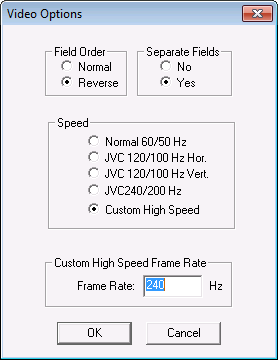 Video Options
Field Order
Normal
Reverse
Separate Fields
No
Yes
Speed
Normal 60/50 Hz
JVC 120/100 Hz Hor.
JVC 120/100 Hz Vert.
JVC240/200 Hz
Custom High Speed
Custom High Speed Frame Rate
Frame Rate: 240 Hz
OK Cancel